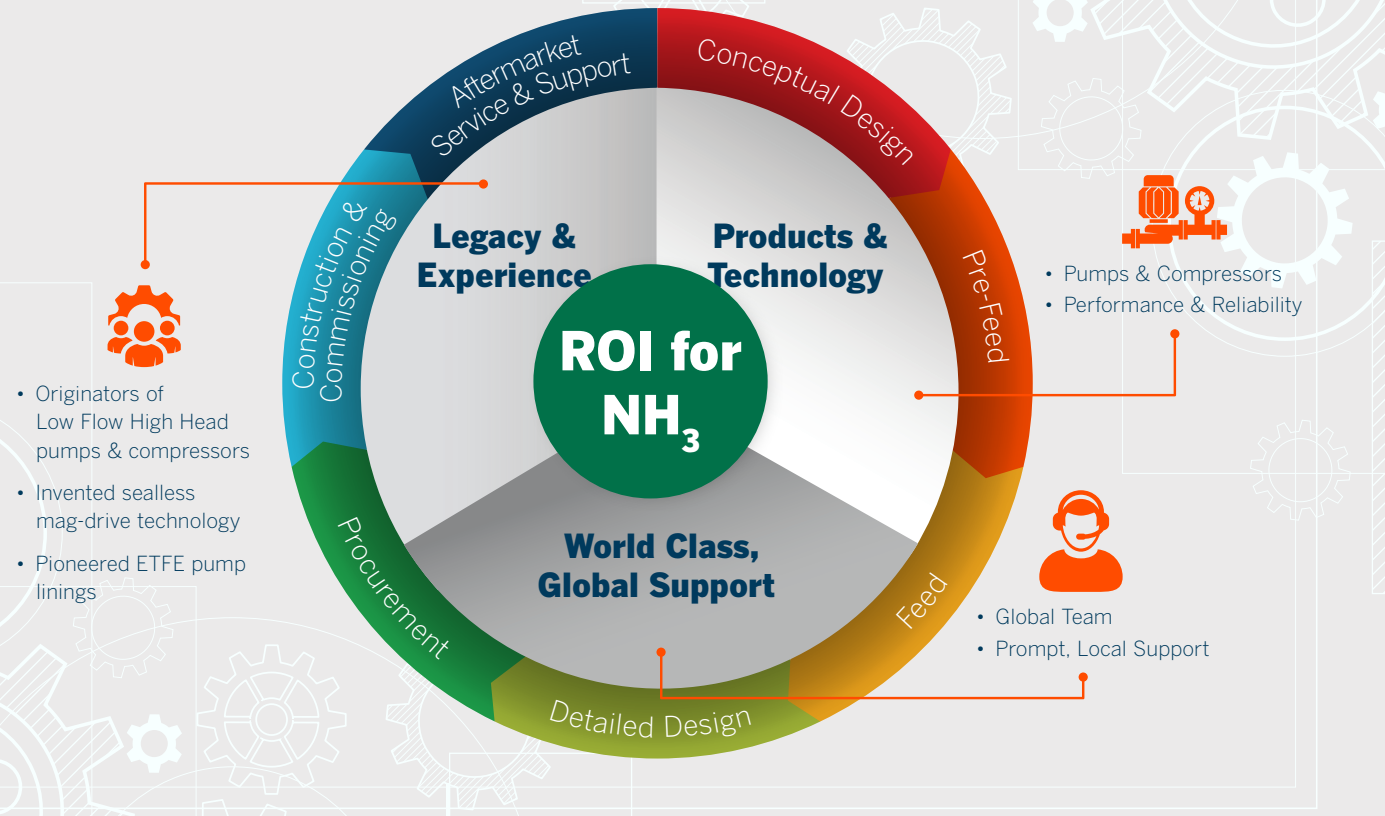 Aftermarket
Service & Support
Conceptual Design
Pre-Feed
Feed
Detailed Design
Procurement
Construction &
Commissioning
Legacy &
Experience
Products &
Technology
World Class,
Global Support
ROI for
NH3
• Originators of
Low Flow High Head
pumps & compressors
• Invented sealless
mag-drive technology
• Pioneered ETFE pump
linings
• Pumps & Compressors
• Performance & Reliability
• Global Team
• Prompt, Local Support